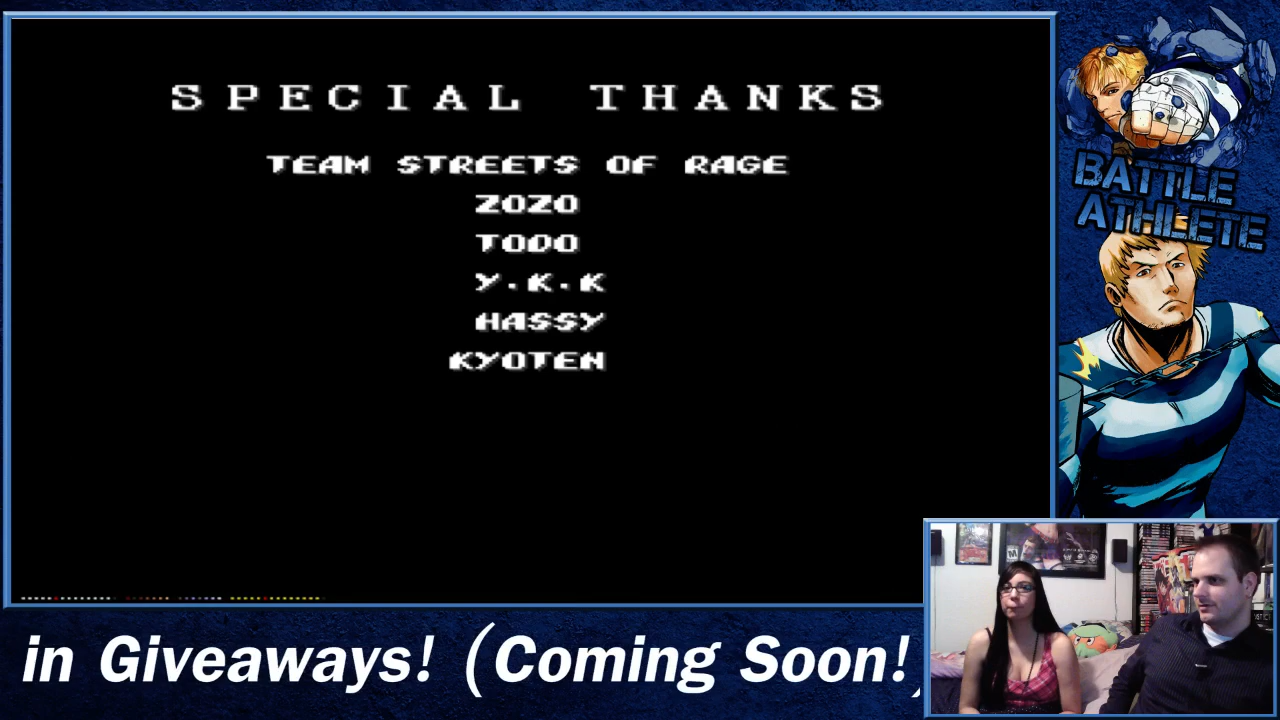 SPECIAL THANKS
TEAM STREETS OF RAGE
ZOZO
TODO
Y.K.K
HASSY
KYOTEN
BATTLE
ATHLETE
in Giveaways! (Coming Soon!)
M